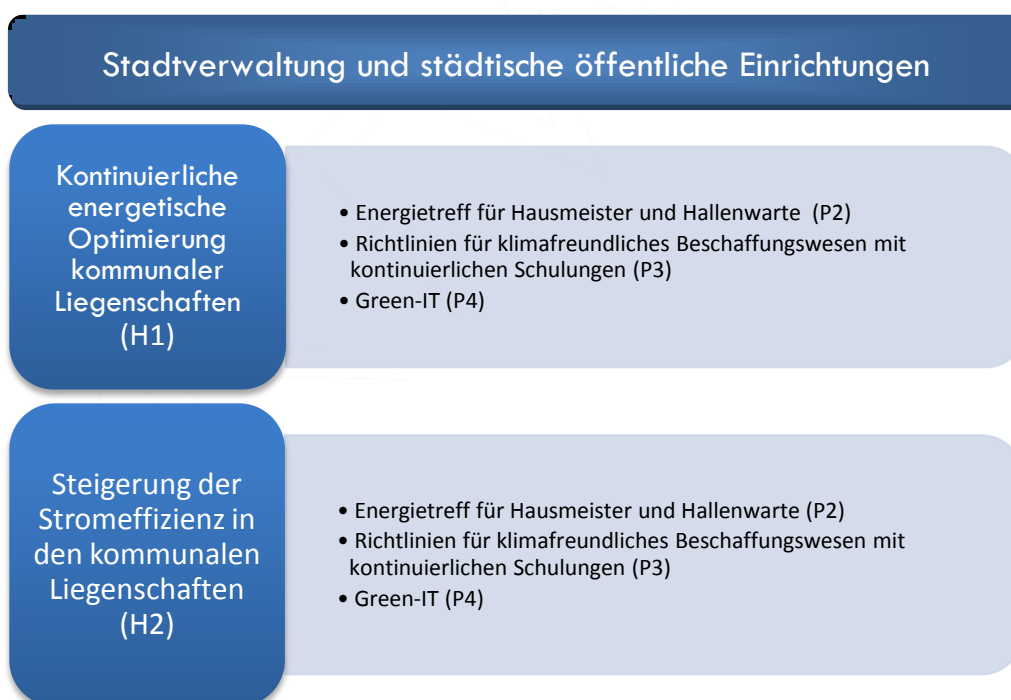 Stadtverwaltung und städtische öffentliche Einrichtungen
Kontinuierliche
energetische
Optimierung
kommunaler
Liegenschaften
(H1)
• Energietreff für Hausmeister und Hallenwarte (P2)
• Richtlinien für klimafreundliches Beschaffungswesen mit
kontinuierlichen Schulungen (P3)
• Green-IT (P4)
Steigerung der
Stromeffizienz in
den kommunalen
Liegenschaften
(H2)
• Energietreff für Hausmeister und Hallenwarte (P2)
• Richtlinien für klimafreundliches Beschaffungswesen mit
kontinuierlichen Schulungen (P3)
• Green-IT (P4)